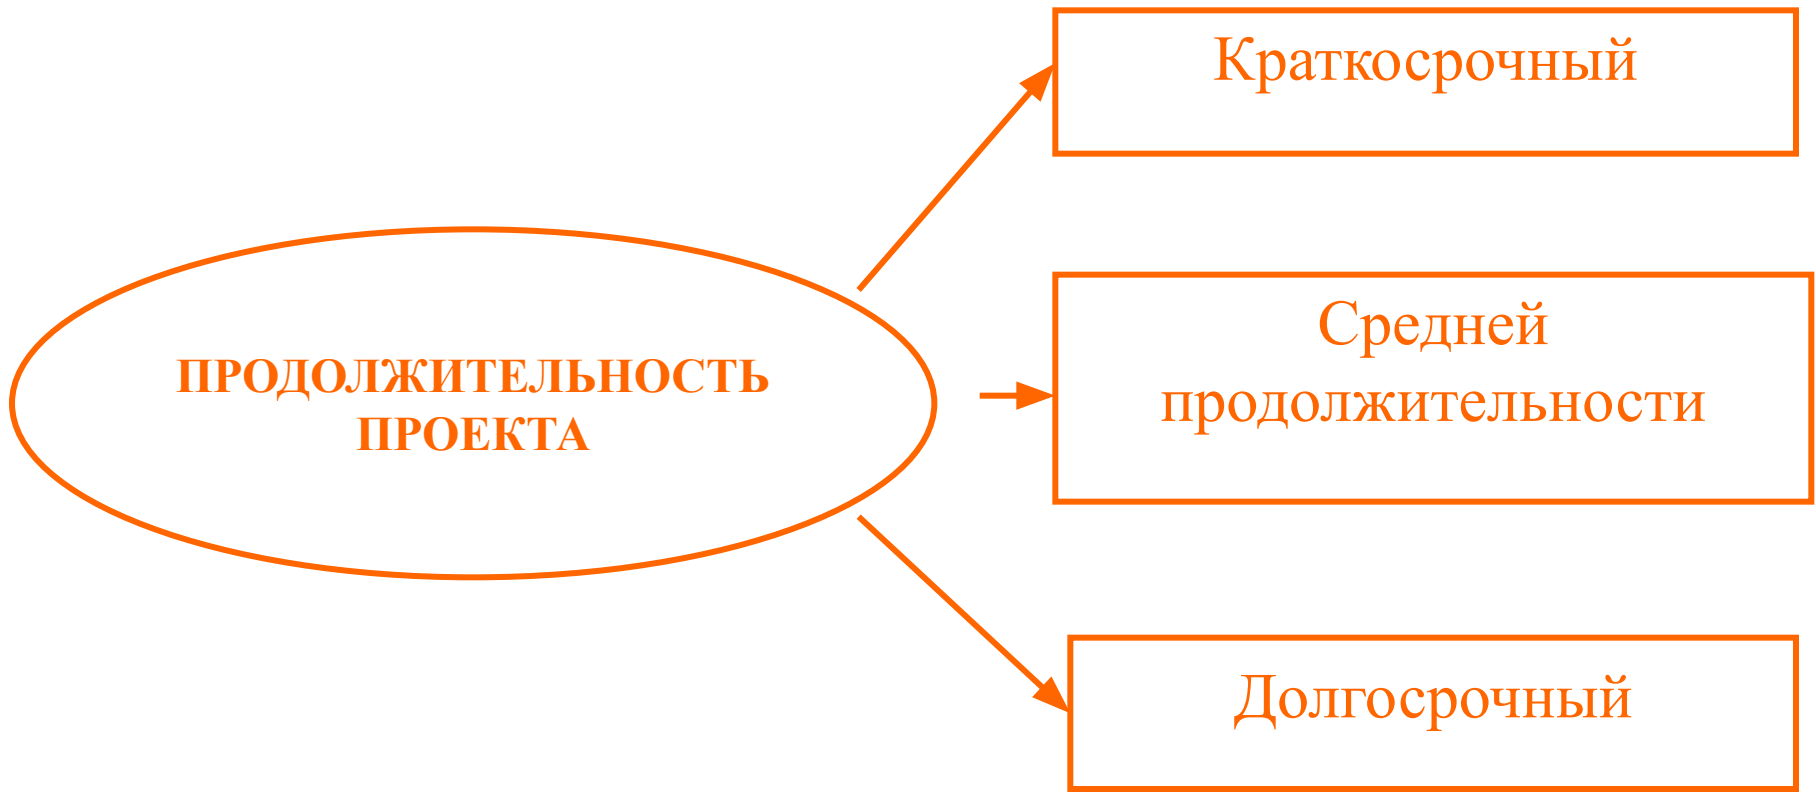 Краткосрочный
ПРОДОЛЖИТЕЛЬНОСТЬ
ПРОЕКТА
Средней
продолжительности
Долгосрочный